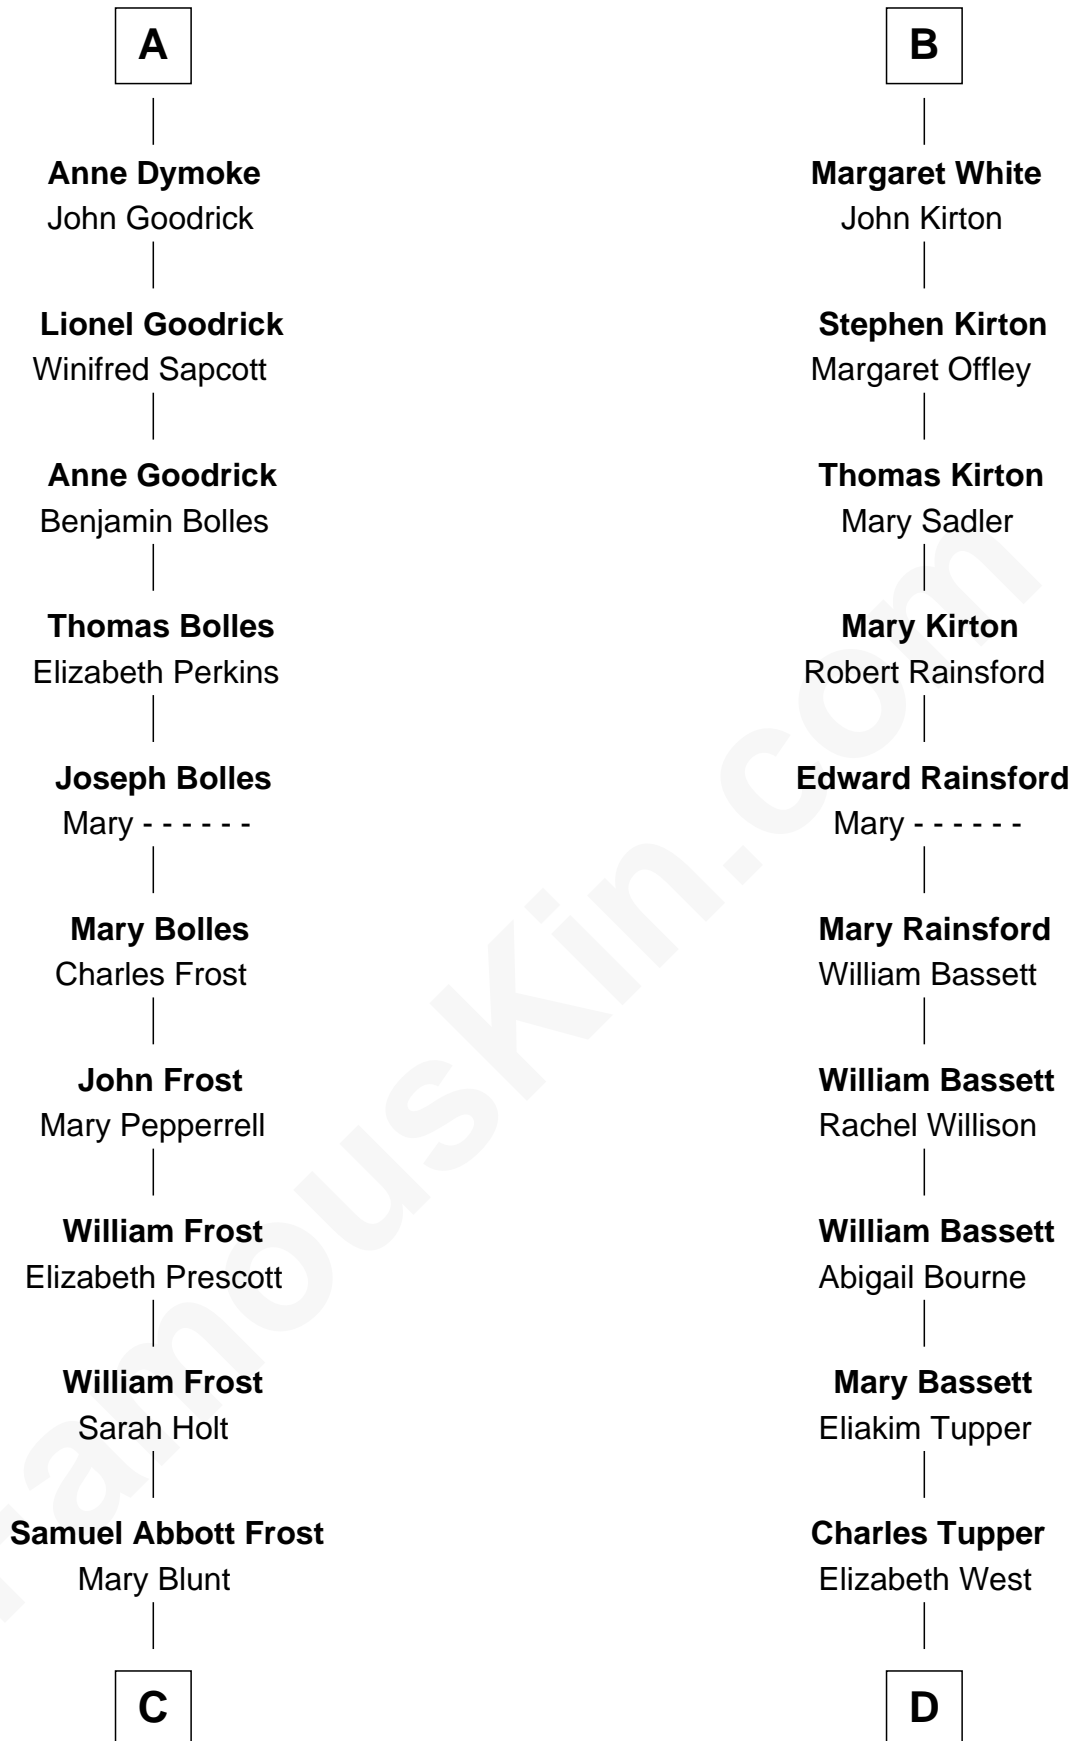 A
Anne Dymoke
John Goodrick
Lionel Goodrick
Winifred Sapcott
Anne Goodrick
Benjamin Bolles
Thomas Bolles
Elizabeth Perkins
Joseph Bolles
Mary - - - - - -
Mary Bolles
Charles Frost
John Frost
Mary Pepperrell
William Frost
Elizabeth Prescott
William Frost
Sarah Holt
Samuel Abbott Frost
Mary Blunt
C
B
Margaret White
John Kirton
Stephen Kirton
Margaret Offley
Thomas Kirton
Mary Sadler
Mary Kirton
Robert Rainsford
Edward Rainsford
Mary - - - - - -
Mary Rainsford
William Bassett
William Bassett
Rachel Willison
William Bassett
Abigail Bourne
Mary Bassett
Eliakim Tupper
Charles Tupper
Elizabeth West
D
FamousKin.com